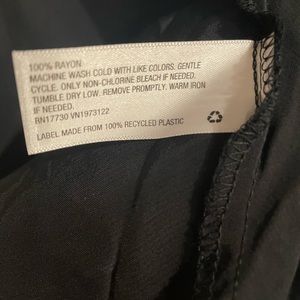 100% RAYON
MACHINE WASH COLD WITH LIKE COLORS. GENTLE
CYCLE. ONLY NON-CHLORINE BLEACH IF NEEDED.
TUMBLE DRY LOW. REMOVE PROMPTLY. WARM IRON
IF NEEDED.
RN17730 VN1973122
LABEL MADE FROM 100% RECYCLED PLASTIC